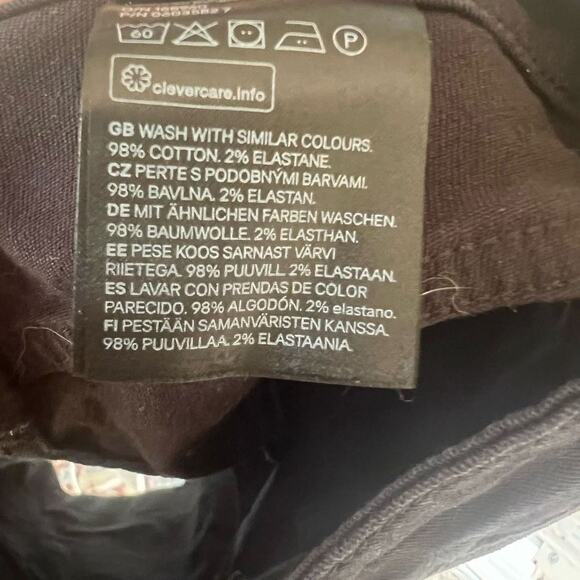 60 P
clevercare.info
GB WASH WITH SIMILAR COLOURS.
98% COTTON. 2% ELASTANE.
CZ PERTE S PODOBNÝMI BARVAMI.
98% BAVLNA. 2% ELASTAN.
DE MIT ÄHNLICHEN FARBEN WASCHEN.
98% BAUMWOLLE. 2% ELASTHAN.
EE PESE KOOS SARNAST VÄRVI
RIIETEGA. 98% PUUVILL. 2% ELASTAAN.
ES LAVAR CON PRENDAS DE COLOR
PARECIDO. 98% ALGODÓN. 2% elastano.
FI PESTÄÄN SAMANVÄRISTEN KANSSA.
98% PUUVILLAA. 2% ELASTAANIA.